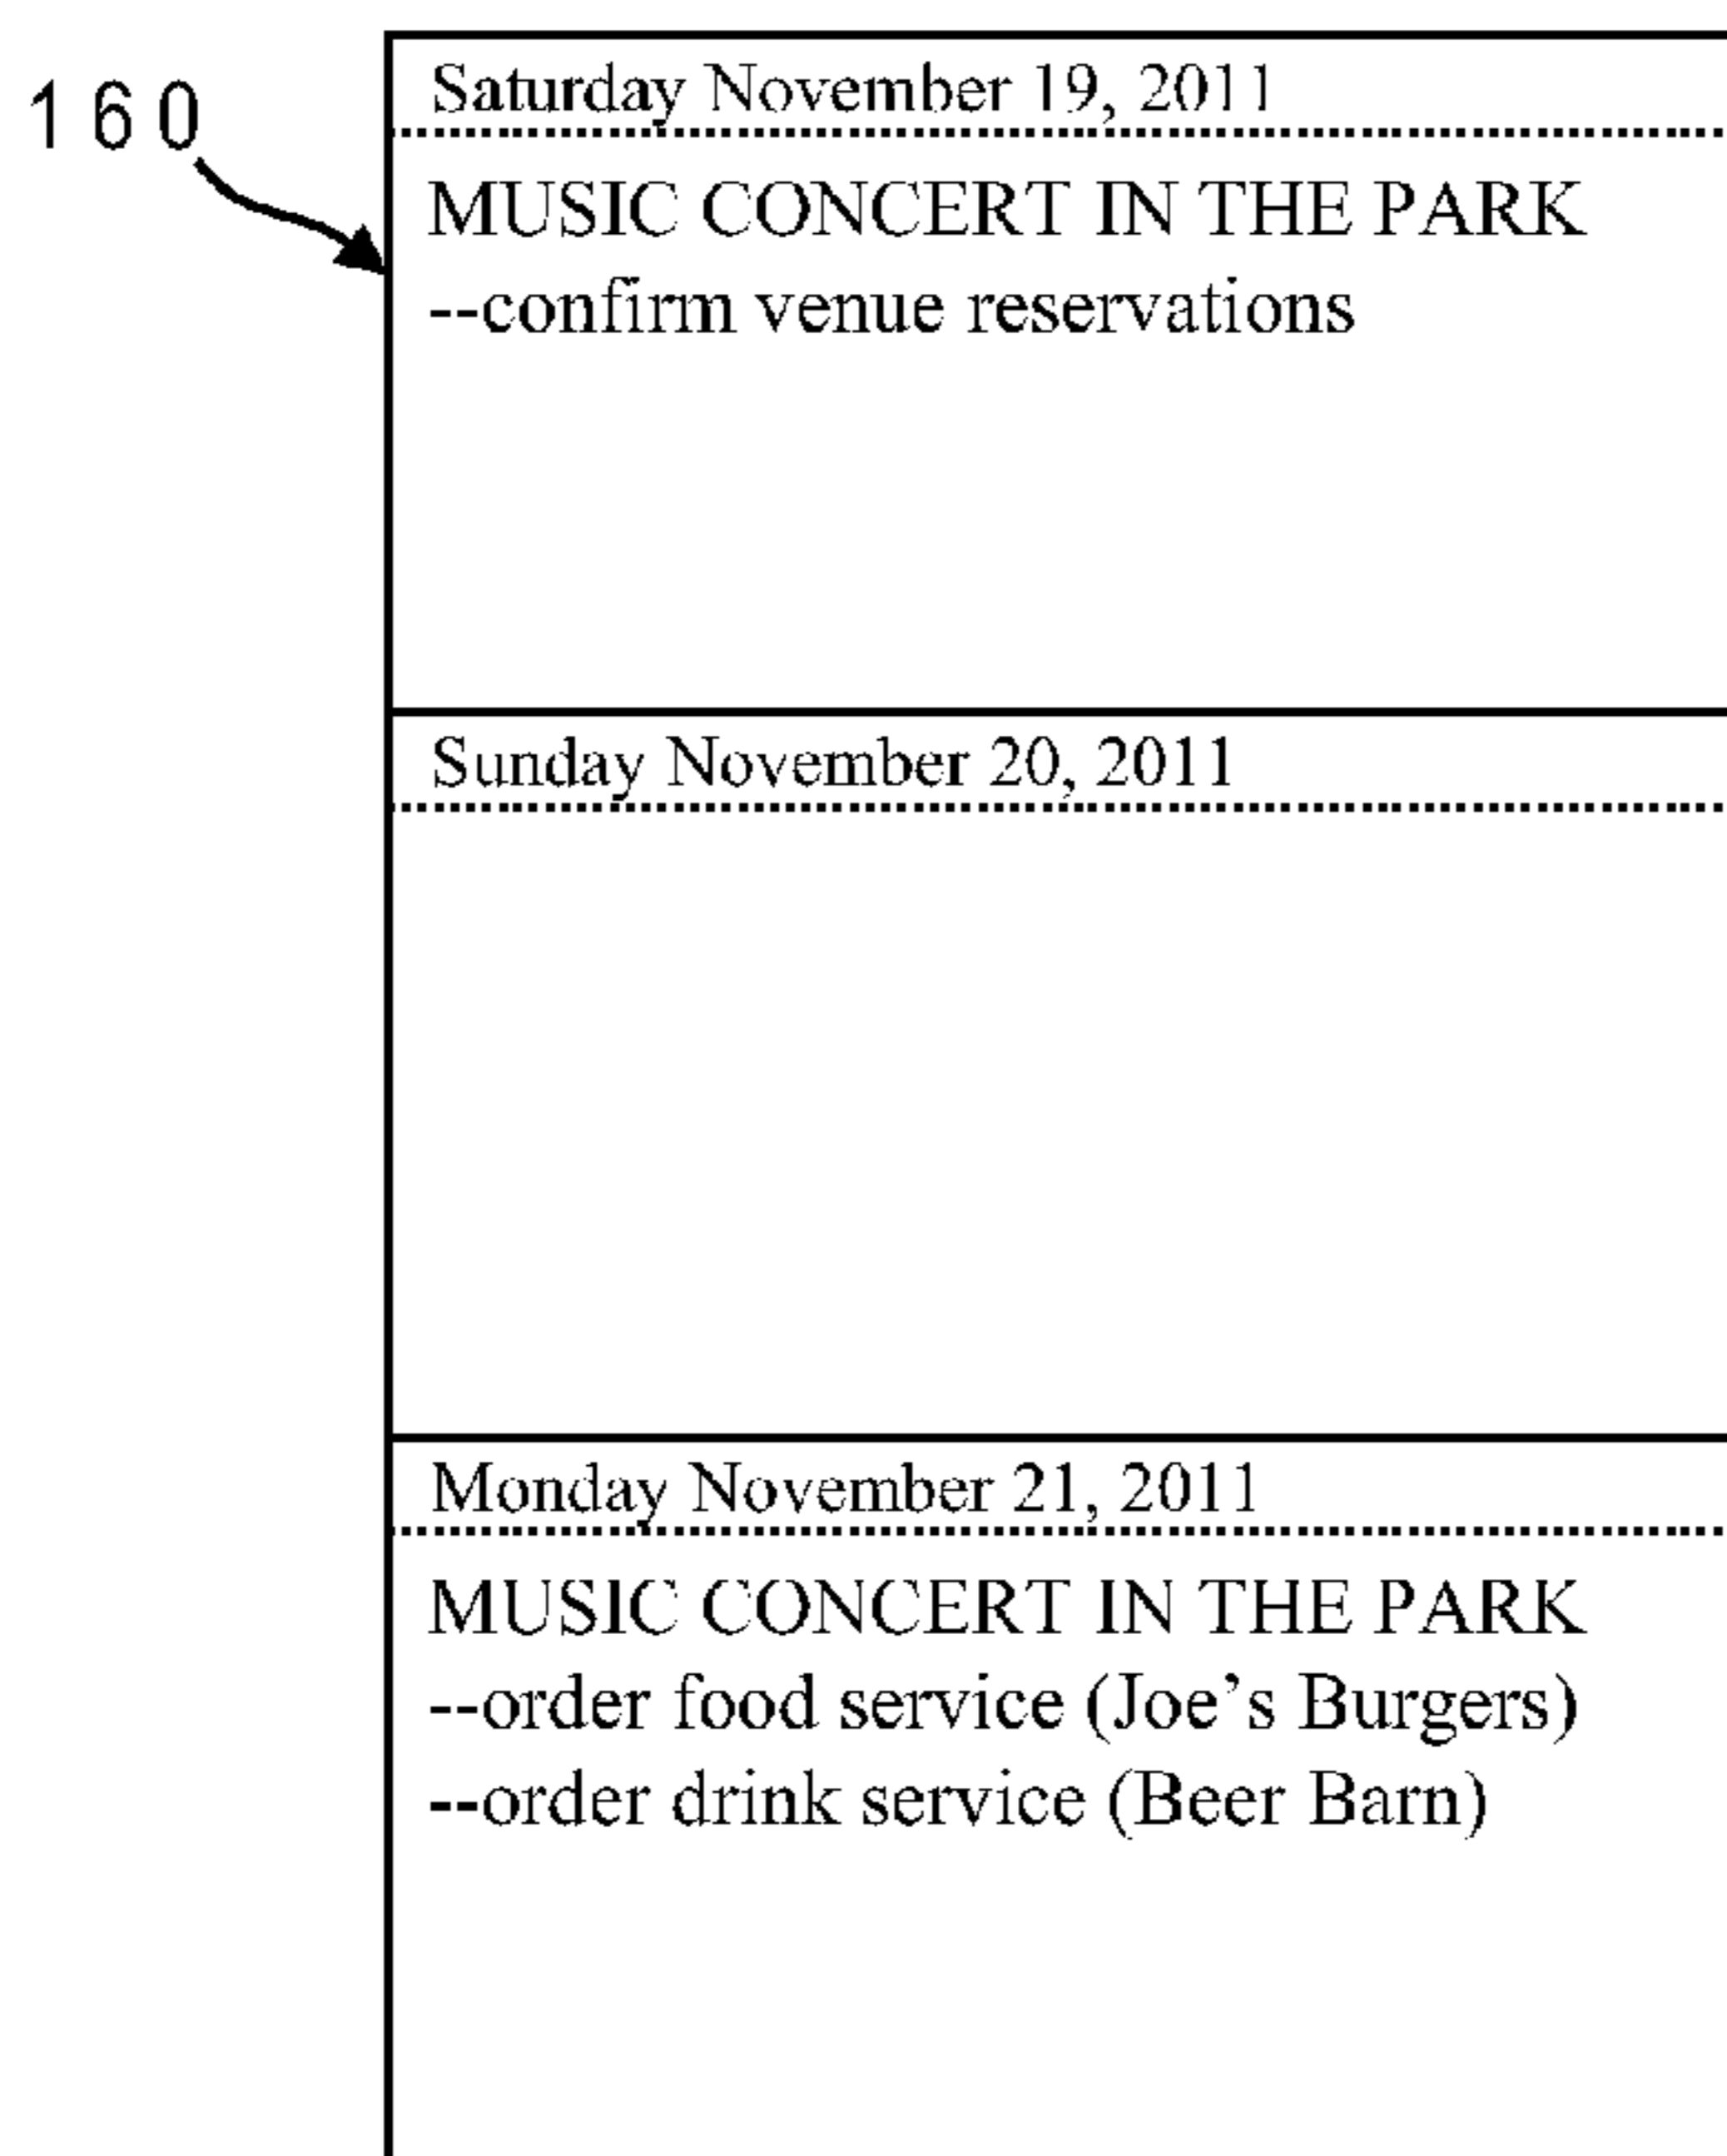 160
Saturday November 19, 2011
MUSIC CONCERT IN THE PARK
--confirm venue reservations
Sunday November 20, 2011
Monday November 21, 2011
MUSIC CONCERT IN THE PARK
--order food service (Joe’s Burgers)
--order drink service (Beer Barn)